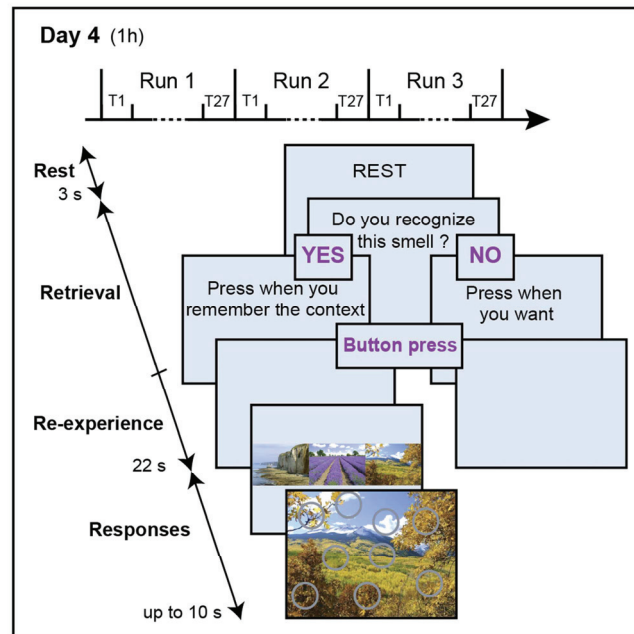 Day 4 (1h)
Run 1 Run 2 Run 3
T1 T27 T1 T27 T1 T27
Rest
3 s
REST
Do you recognize
this smell ?
YES
NO
Retrieval
Press when you
remember the context
Press when
you want
Button press
Re-experience
22 s
Responses
up to 10 s